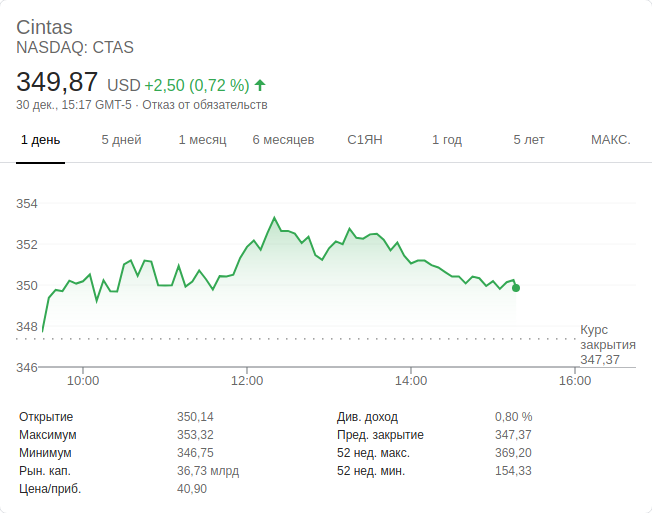 Cintas
NASDAQ: CTAS
349,87 USD +2,50 (0,72 %)
30 дек., 15:17 GMT-5 · Отказ от обязательств
1 день 5 дней 1 месяц 6 месяцев С1ЯН 1 год 5 лет МАКС.
354
352
350
348
346
Курс
закрытия
347,37
10:00 12:00 14:00 16:00
Открытие 350,14 Див. доход 0,80 %
Максимум 353,32 Пред. закрытие 347,37
Минимум 346,75 52 нед. макс. 369,20
Рын. кап. 36,73 млрд 52 нед. мин. 154,33
Цена/приб. 40,90